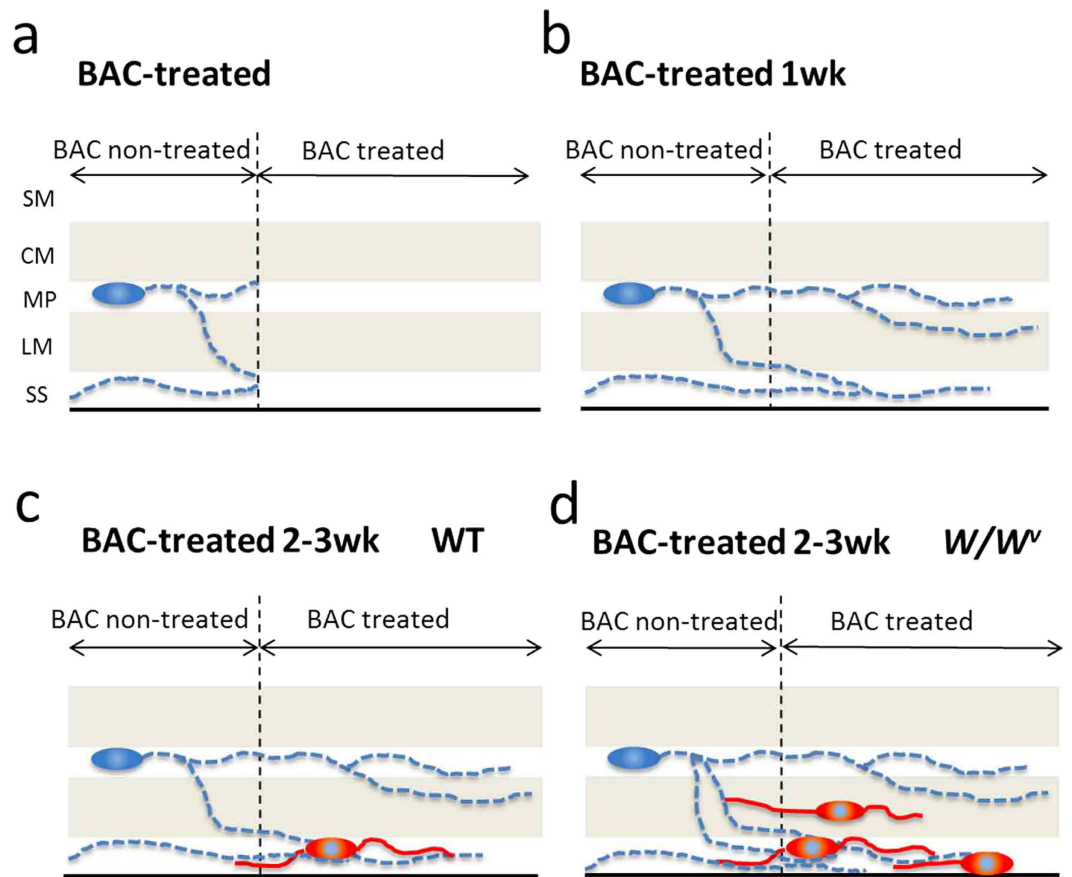 a
BAC-treated
BAC non-treated
BAC treated
SM
CM
MP
LM
SS
b
BAC-treated 1wk
BAC non-treated
BAC treated
c
BAC-treated 2-3wk WT
BAC non-treated
BAC treated
d
BAC-treated 2-3wk W/Wᵛ
BAC non-treated
BAC treated